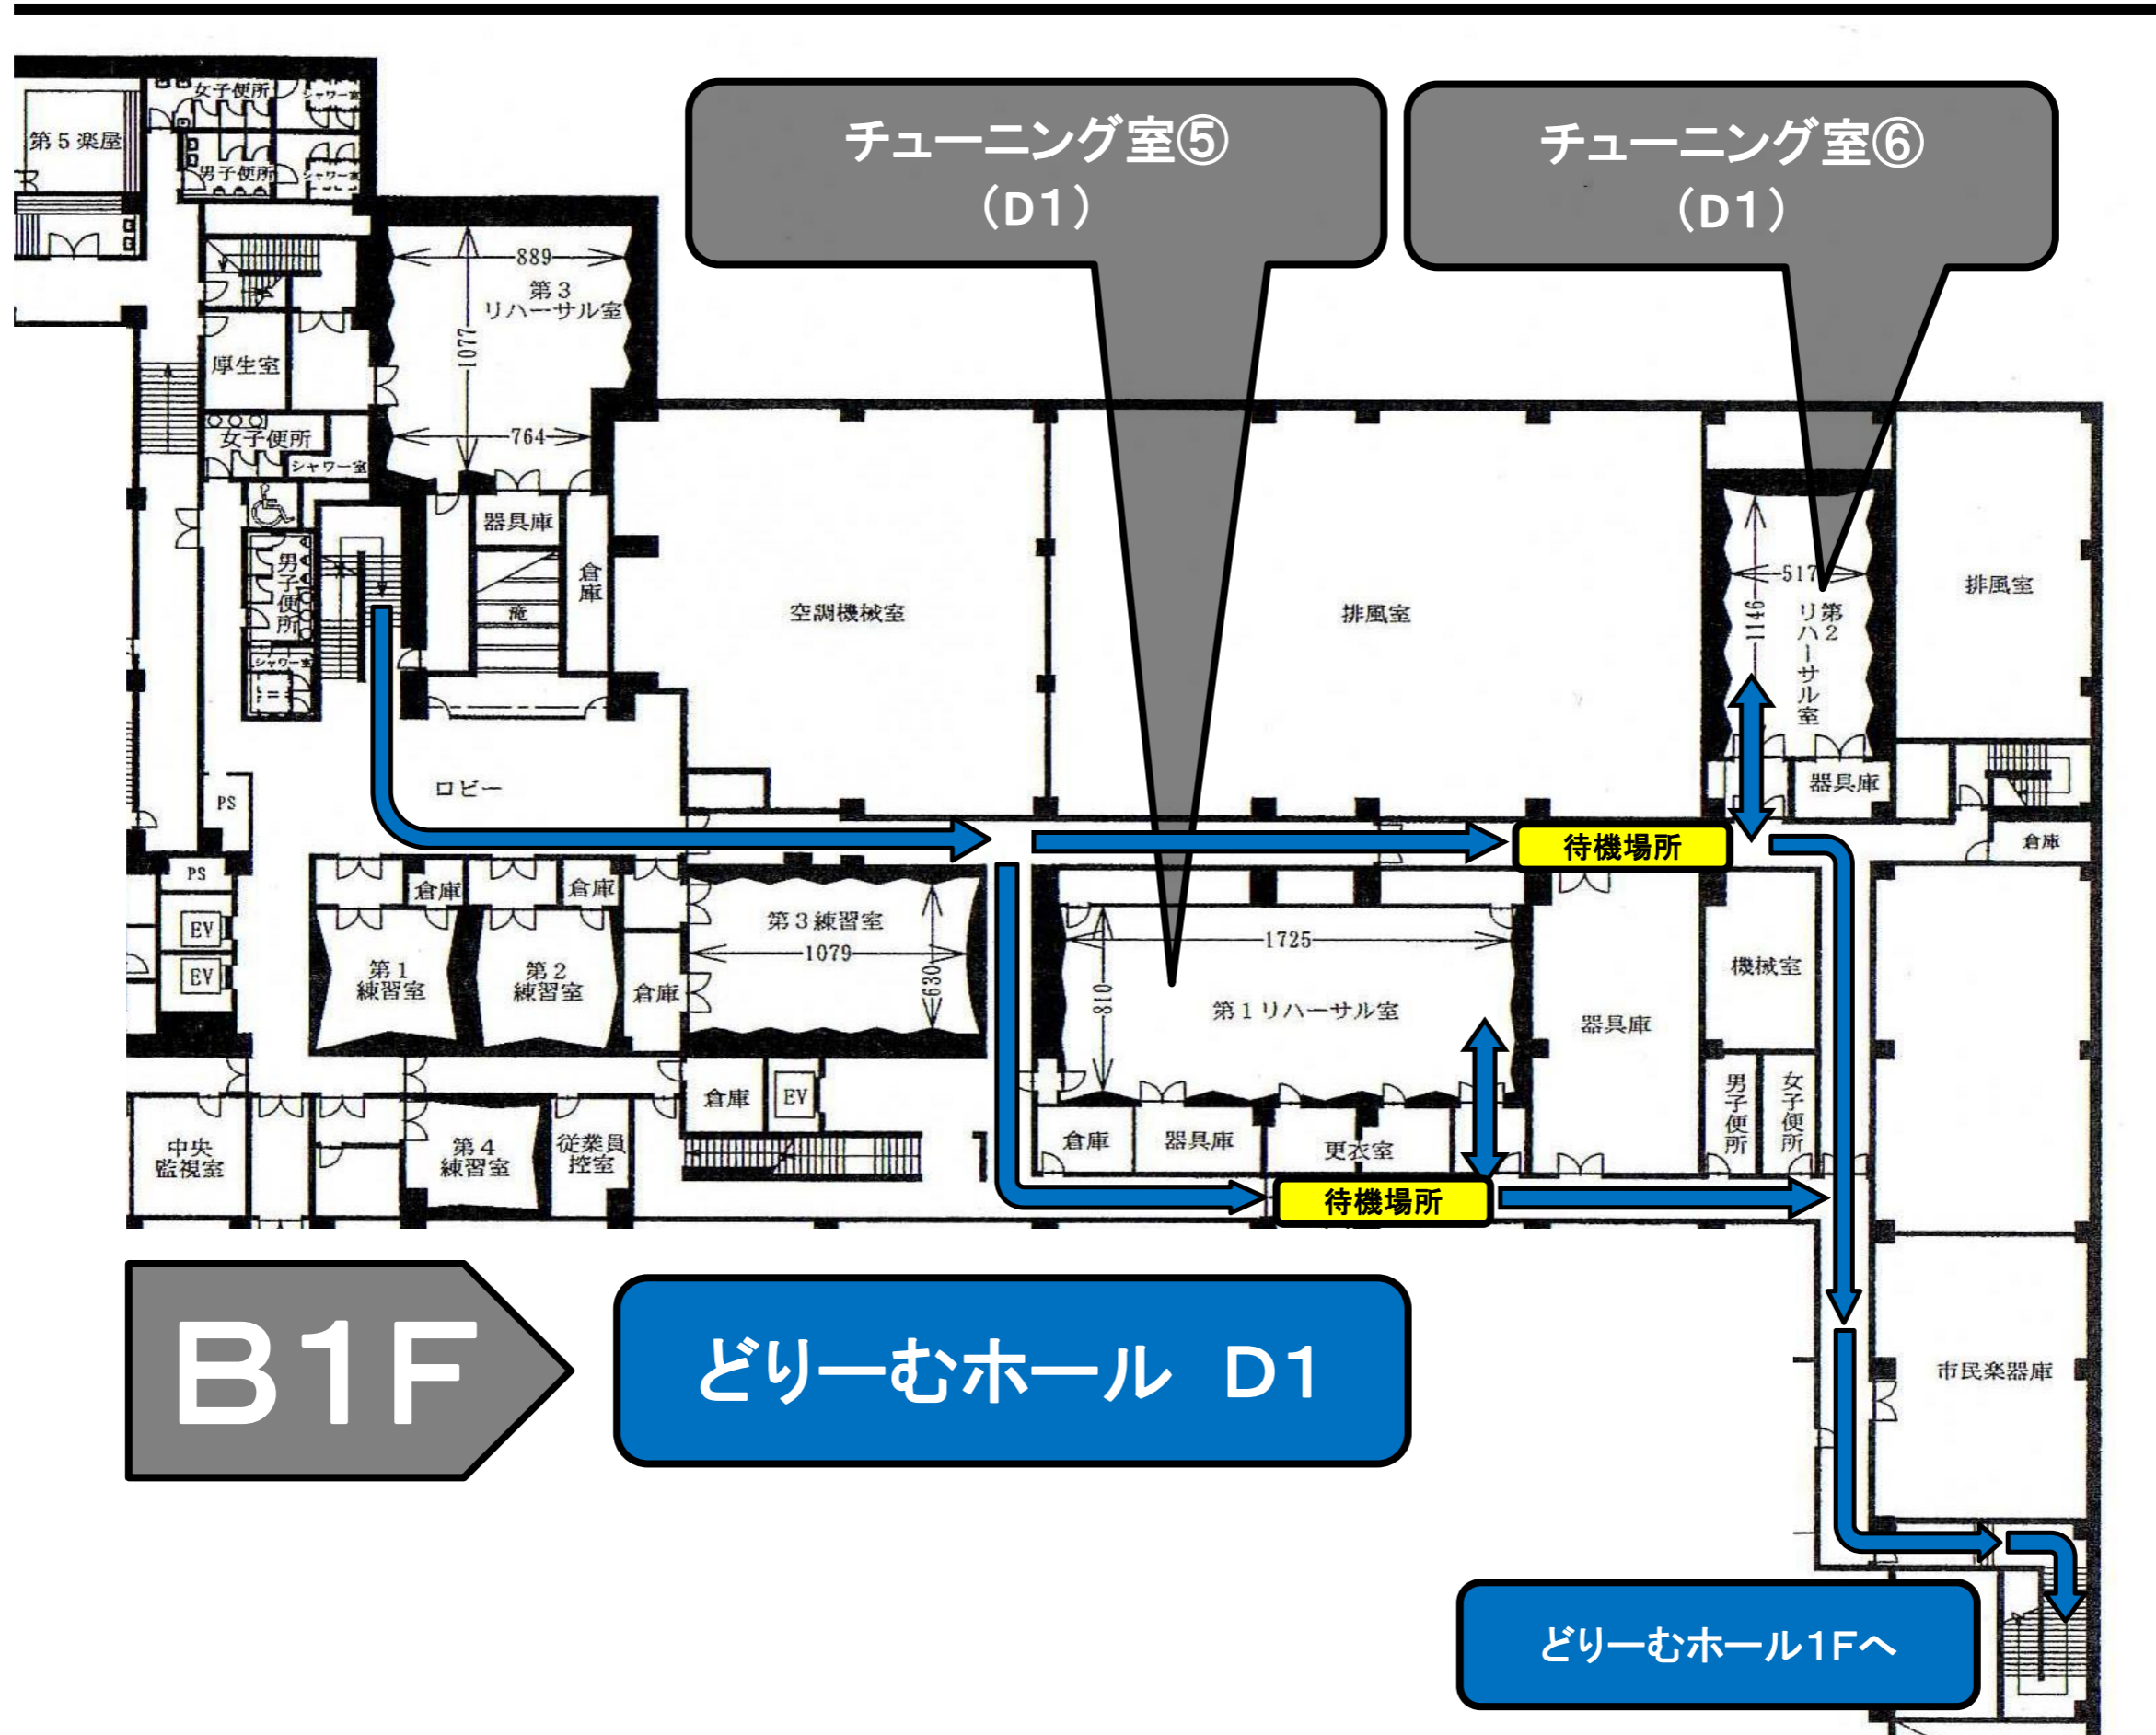 チューニング室⑤
（D1）
チューニング室⑥
（D1）
女子便所
シャワー室
第5楽屋
男子便所
シャワー室
889
第3
リハーサル室
1077
厚生室
764
女子便所
シャワー室
器具庫
男子便所
倉庫
滝
空調機械室
排風室
517
1146
第2
リハーサル室
排風室
シャワー室
ロビー
PS
器具庫
待機場所
倉庫
PS
倉庫
倉庫
EV
第3練習室
1079
630
1725
810
第1リハーサル室
EV
第1
練習室
第2
練習室
倉庫
器具庫
機械室
倉庫
EV
男子便所
女子便所
中央
監視室
第4
練習室
従業員
控室
倉庫
器具庫
更衣室
待機場所
B1F
どりーむホール　D1
市民楽器庫
どりーむホール1Fへ